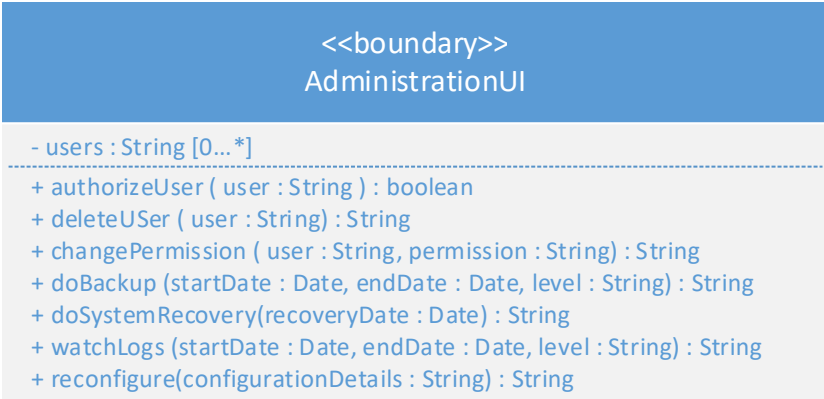 <<boundary>>
AdministrationUI
- users : String [0...*]
+ authorizeUser ( user : String ) : boolean
+ deleteUSer ( user : String) : String
+ changePermission ( user : String, permission : String) : String
+ doBackup (startDate : Date, endDate : Date, level : String) : String
+ doSystemRecovery(recoveryDate : Date) : String
+ watchLogs (startDate : Date, endDate : Date, level : String) : String
+ reconfigure(configurationDetails : String) : String